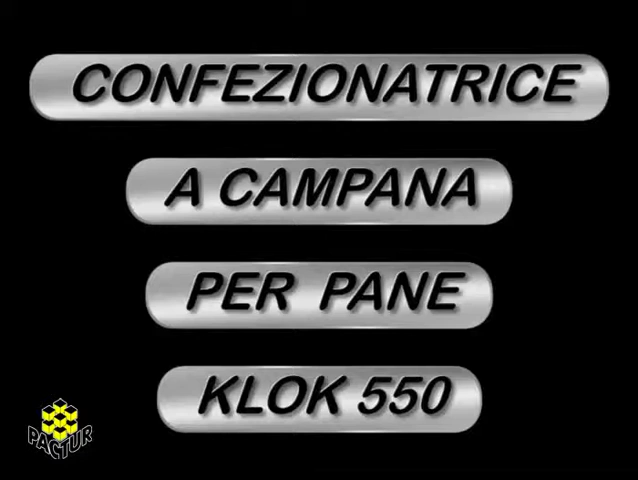 CONFEZIONATRICE
A CAMPANA
PER PANE
KLOK 550
PACTUR